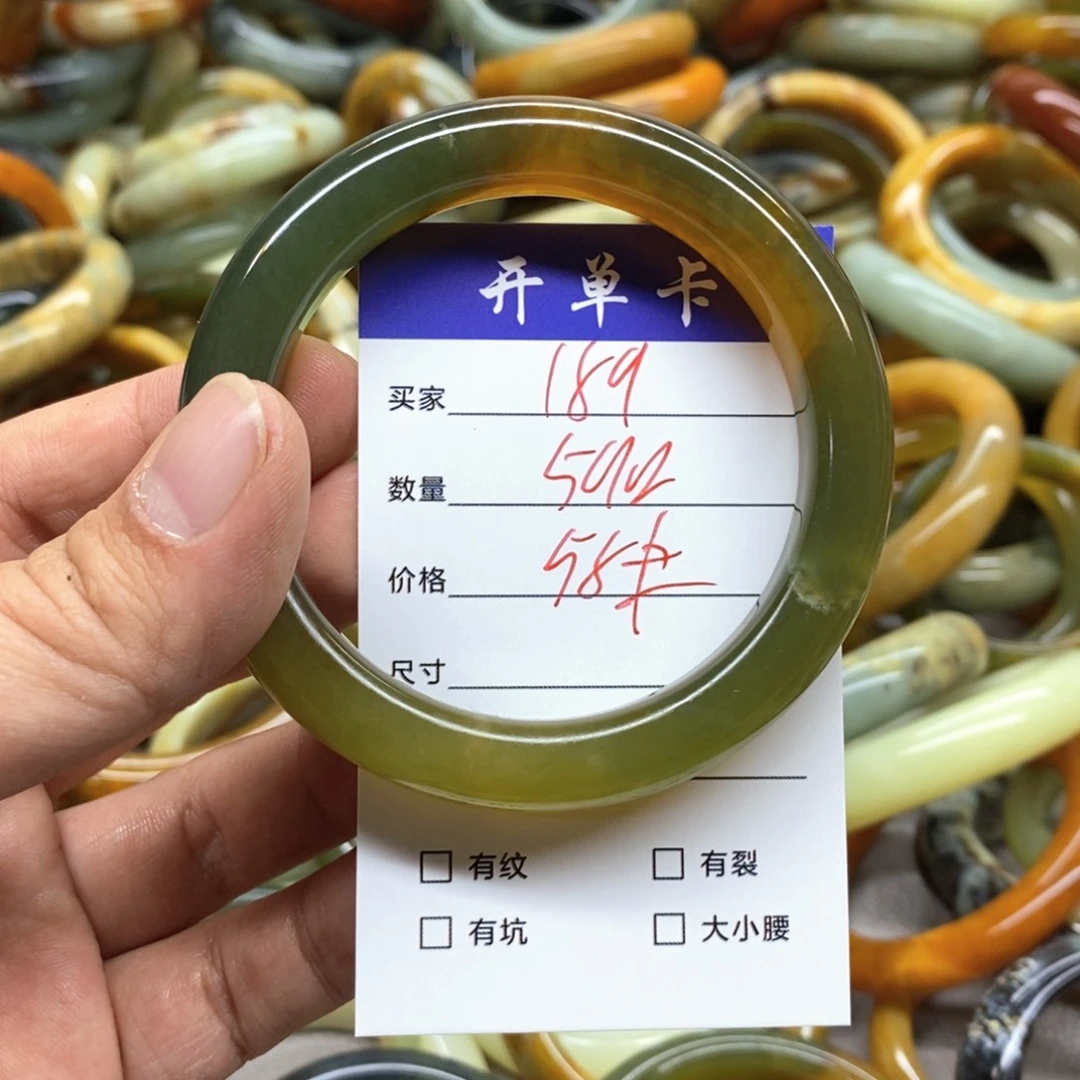 开单卡
买家 189
数量
价格 58
尺寸
有纹 有裂
有坑 大小腰